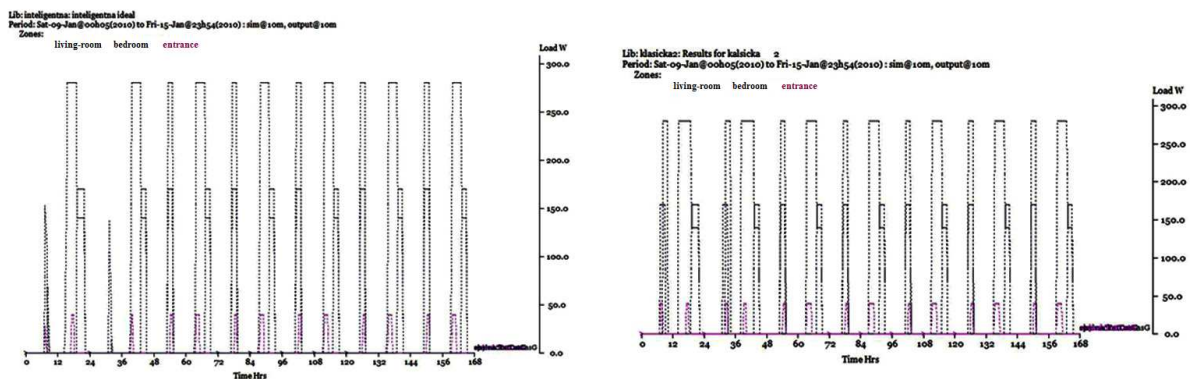 Lib: inteligentna: inteligentna ideal
Period: Sat-09-Jan@00h05(2010) to Fri-15-Jan@23h54(2010) : sim@10m, output@10m
Zones:
living-room bedroom entrance
Load W
300.0
250.0
200.0
150.0
100.0
50.0
0.0
0 12 24 36 48 60 72 84 96 108 120 132 144 156 168
Time Hrs
Lib: klasicka2: Results for kalsicka 2
Period: Sat-09-Jan@00h05(2010) to Fri-15-Jan@23h54(2010) : sim@10m, output@10m
Zones:
living-room bedroom entrance
Load W
300.0
250.0
200.0
150.0
100.0
50.0
0.0
0 12 24 36 48 60 72 84 96 108 120 132 144 156 168
Time Hrs